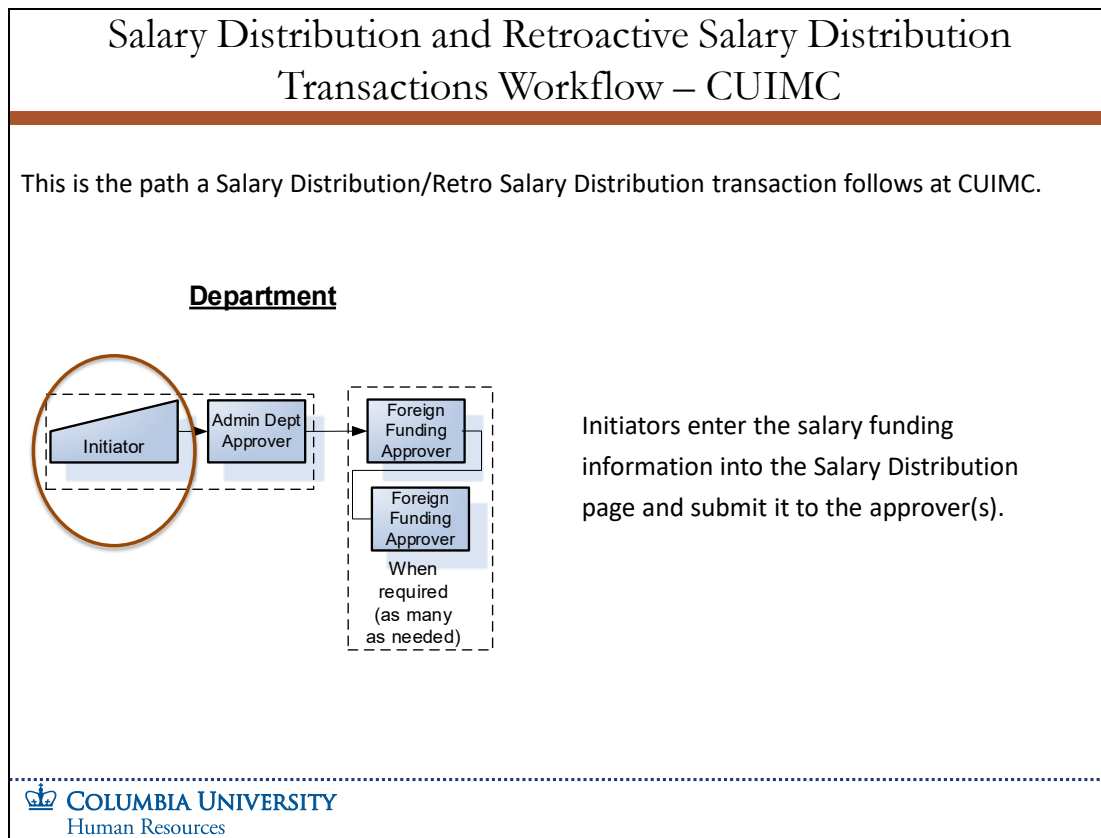 Salary Distribution and Retroactive Salary Distribution
Transactions Workflow – CUIMC
This is the path a Salary Distribution/Retro Salary Distribution transaction follows at CUIMC.
Department
Initiator
Admin Dept
Approver
Foreign
Funding
Approver
Foreign
Funding
Approver
When
required
(as many
as needed)
Initiators enter the salary funding
information into the Salary Distribution
page and submit it to the approver(s).
COLUMBIA UNIVERSITY
Human Resources